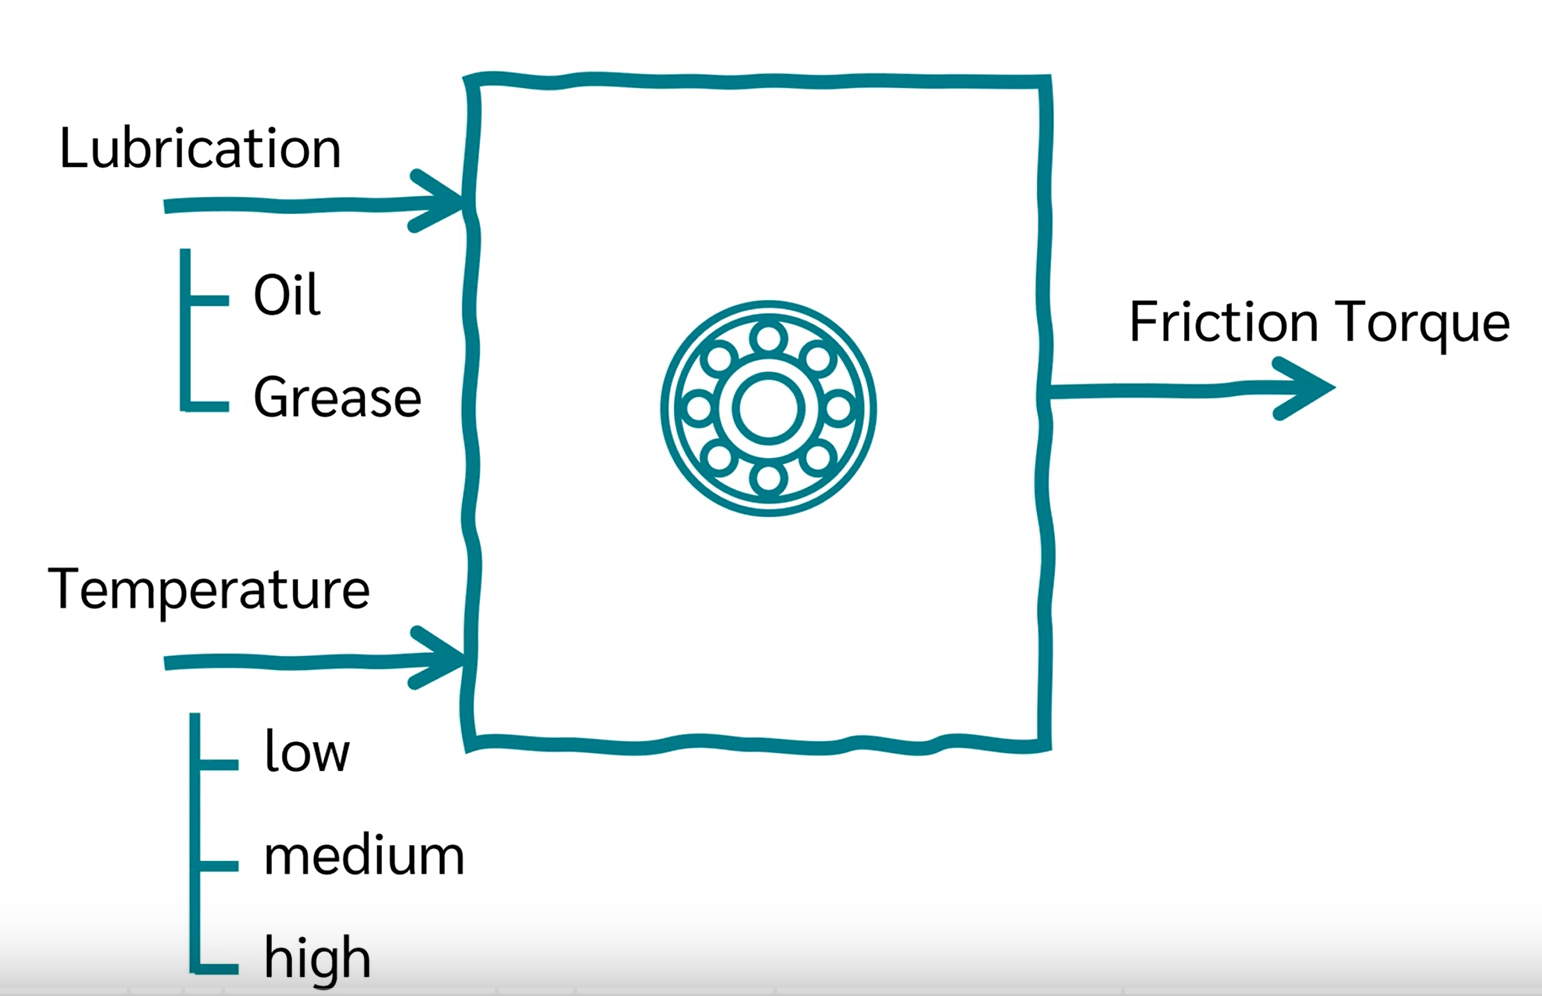 Lubrication
Oil
Grease
Friction Torque
Temperature
low
medium
high